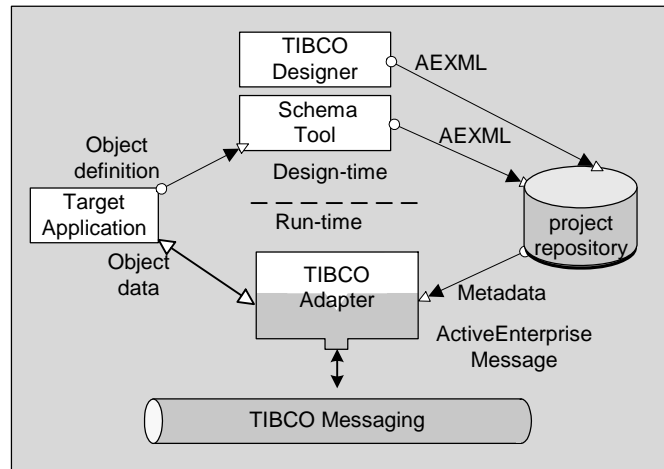 TIBCO
Designer
AEXML
Schema
Tool
AEXML
Object
definition
Design-time
Target
Application
Run-time
project
repository
Object
data
TIBCO
Adapter
Metadata
ActiveEnterprise
Message
TIBCO Messaging